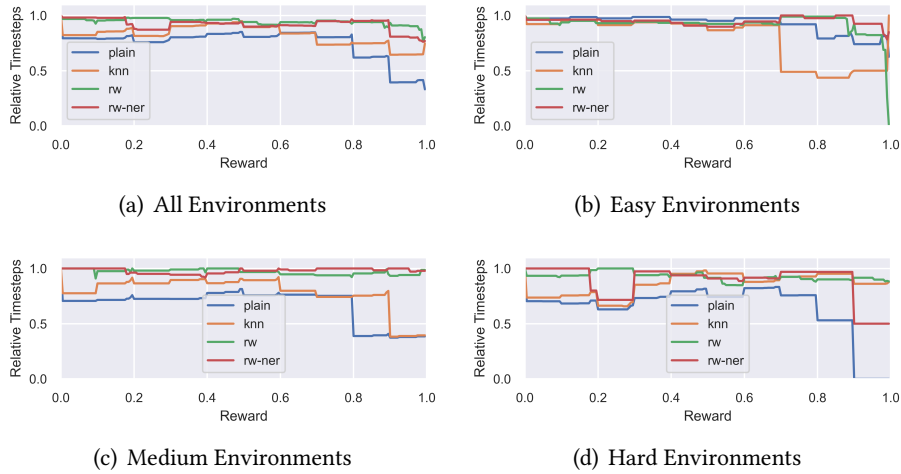 Relative Timesteps
1.0
0.5
0.0
plain
knn
rw
rw-ner
0.0 0.2 0.4 0.6 0.8 1.0
Reward
(a) All Environments
Relative Timesteps
1.0
0.5
0.0
plain
knn
rw
rw-ner
0.0 0.2 0.4 0.6 0.8 1.0
Reward
(b) Easy Environments
Relative Timesteps
1.0
0.5
0.0
plain
knn
rw
rw-ner
0.0 0.2 0.4 0.6 0.8 1.0
Reward
(c) Medium Environments
Relative Timesteps
1.0
0.5
0.0
plain
knn
rw
rw-ner
0.0 0.2 0.4 0.6 0.8 1.0
Reward
(d) Hard Environments